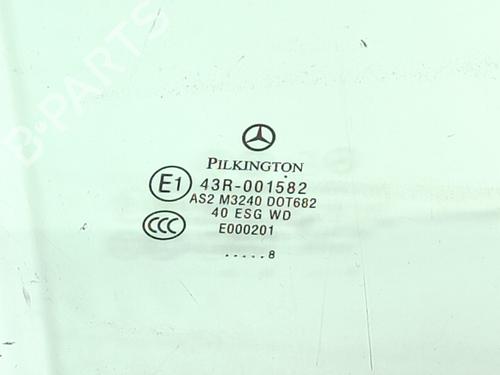 B-PARTS
PILKINGTON
E1 43R-001582
AS2 M3240 DOT682
40 ESG WD
CCC E000201
.....8